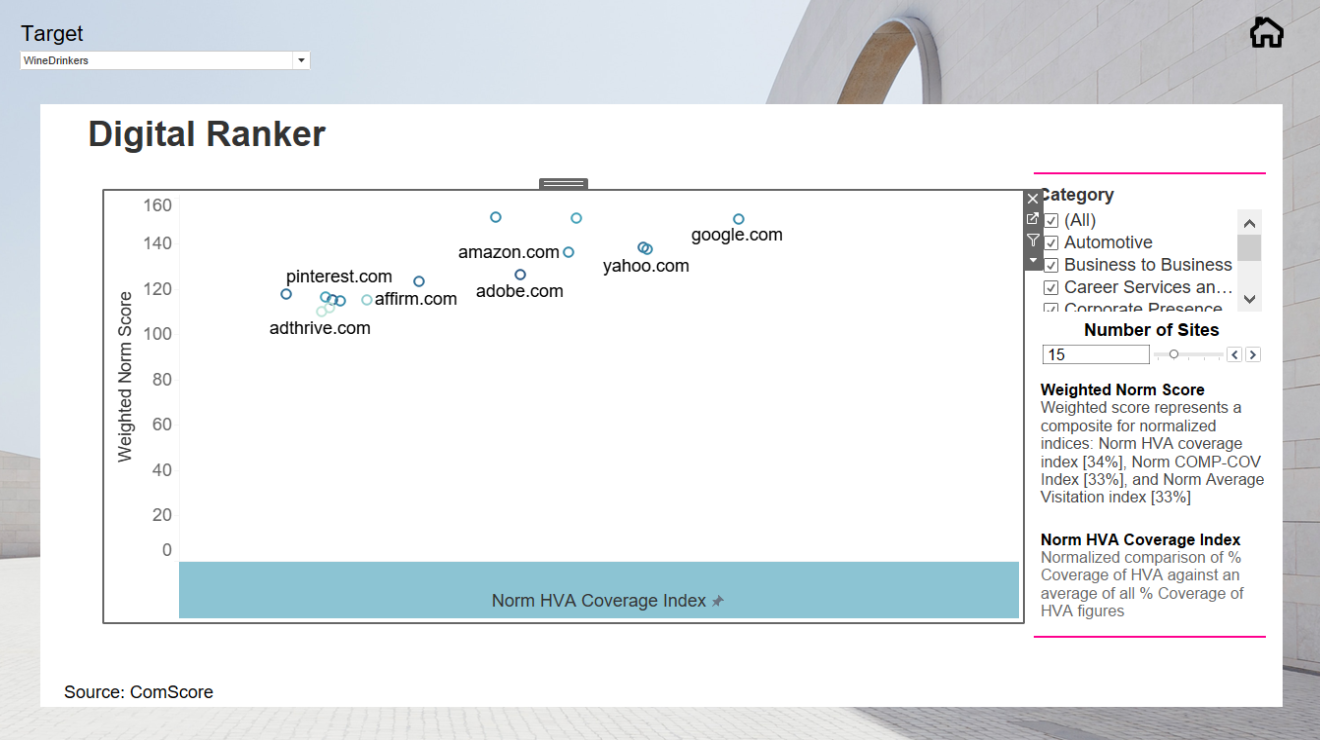 Target
WineDrinkers
Digital Ranker
160
140
120
100
80
60
40
20
0
Weighted Norm Score
google.com
amazon.com
yahoo.com
pinterest.com
adobe.com
affirm.com
adthrive.com
Norm HVA Coverage Index
Category
(All)
Automotive
Business to Business
Career Services an...
Corporate Presence
Number of Sites
15
Weighted Norm Score
Weighted score represents a
composite for normalized
indices: Norm HVA coverage
index [34%], Norm COMP-COV
Index [33%], and Norm Average
Visitation index [33%]
Norm HVA Coverage Index
Normalized comparison of %
Coverage of HVA against an
average of all % Coverage of
HVA figures
Source: ComScore